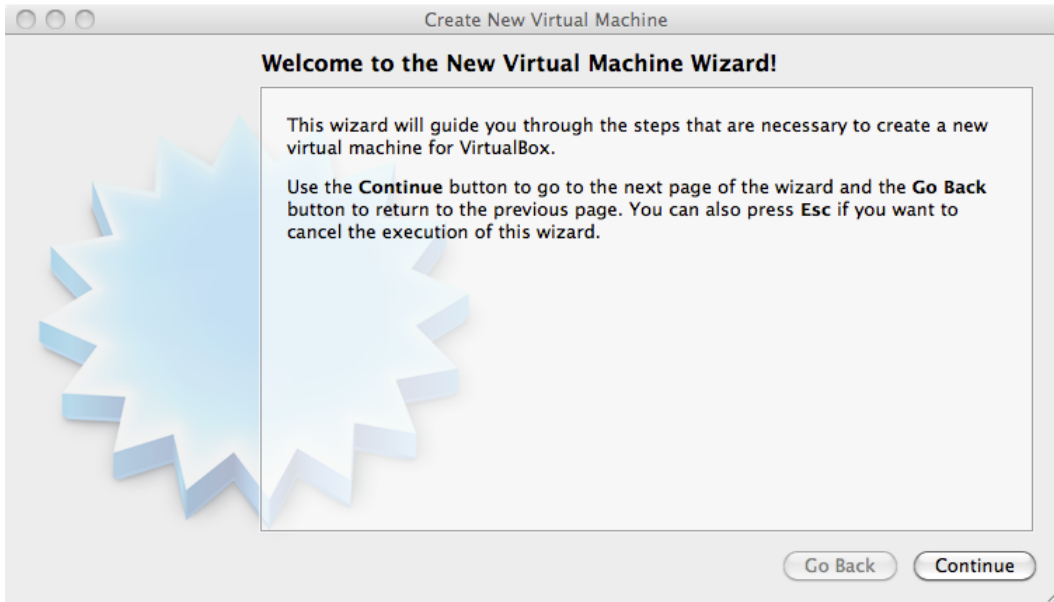 Create New Virtual Machine
Welcome to the New Virtual Machine Wizard!
This wizard will guide you through the steps that are necessary to create a new
virtual machine for VirtualBox.
Use the Continue button to go to the next page of the wizard and the Go Back
button to return to the previous page. You can also press Esc if you want to
cancel the execution of this wizard.
Go Back
Continue